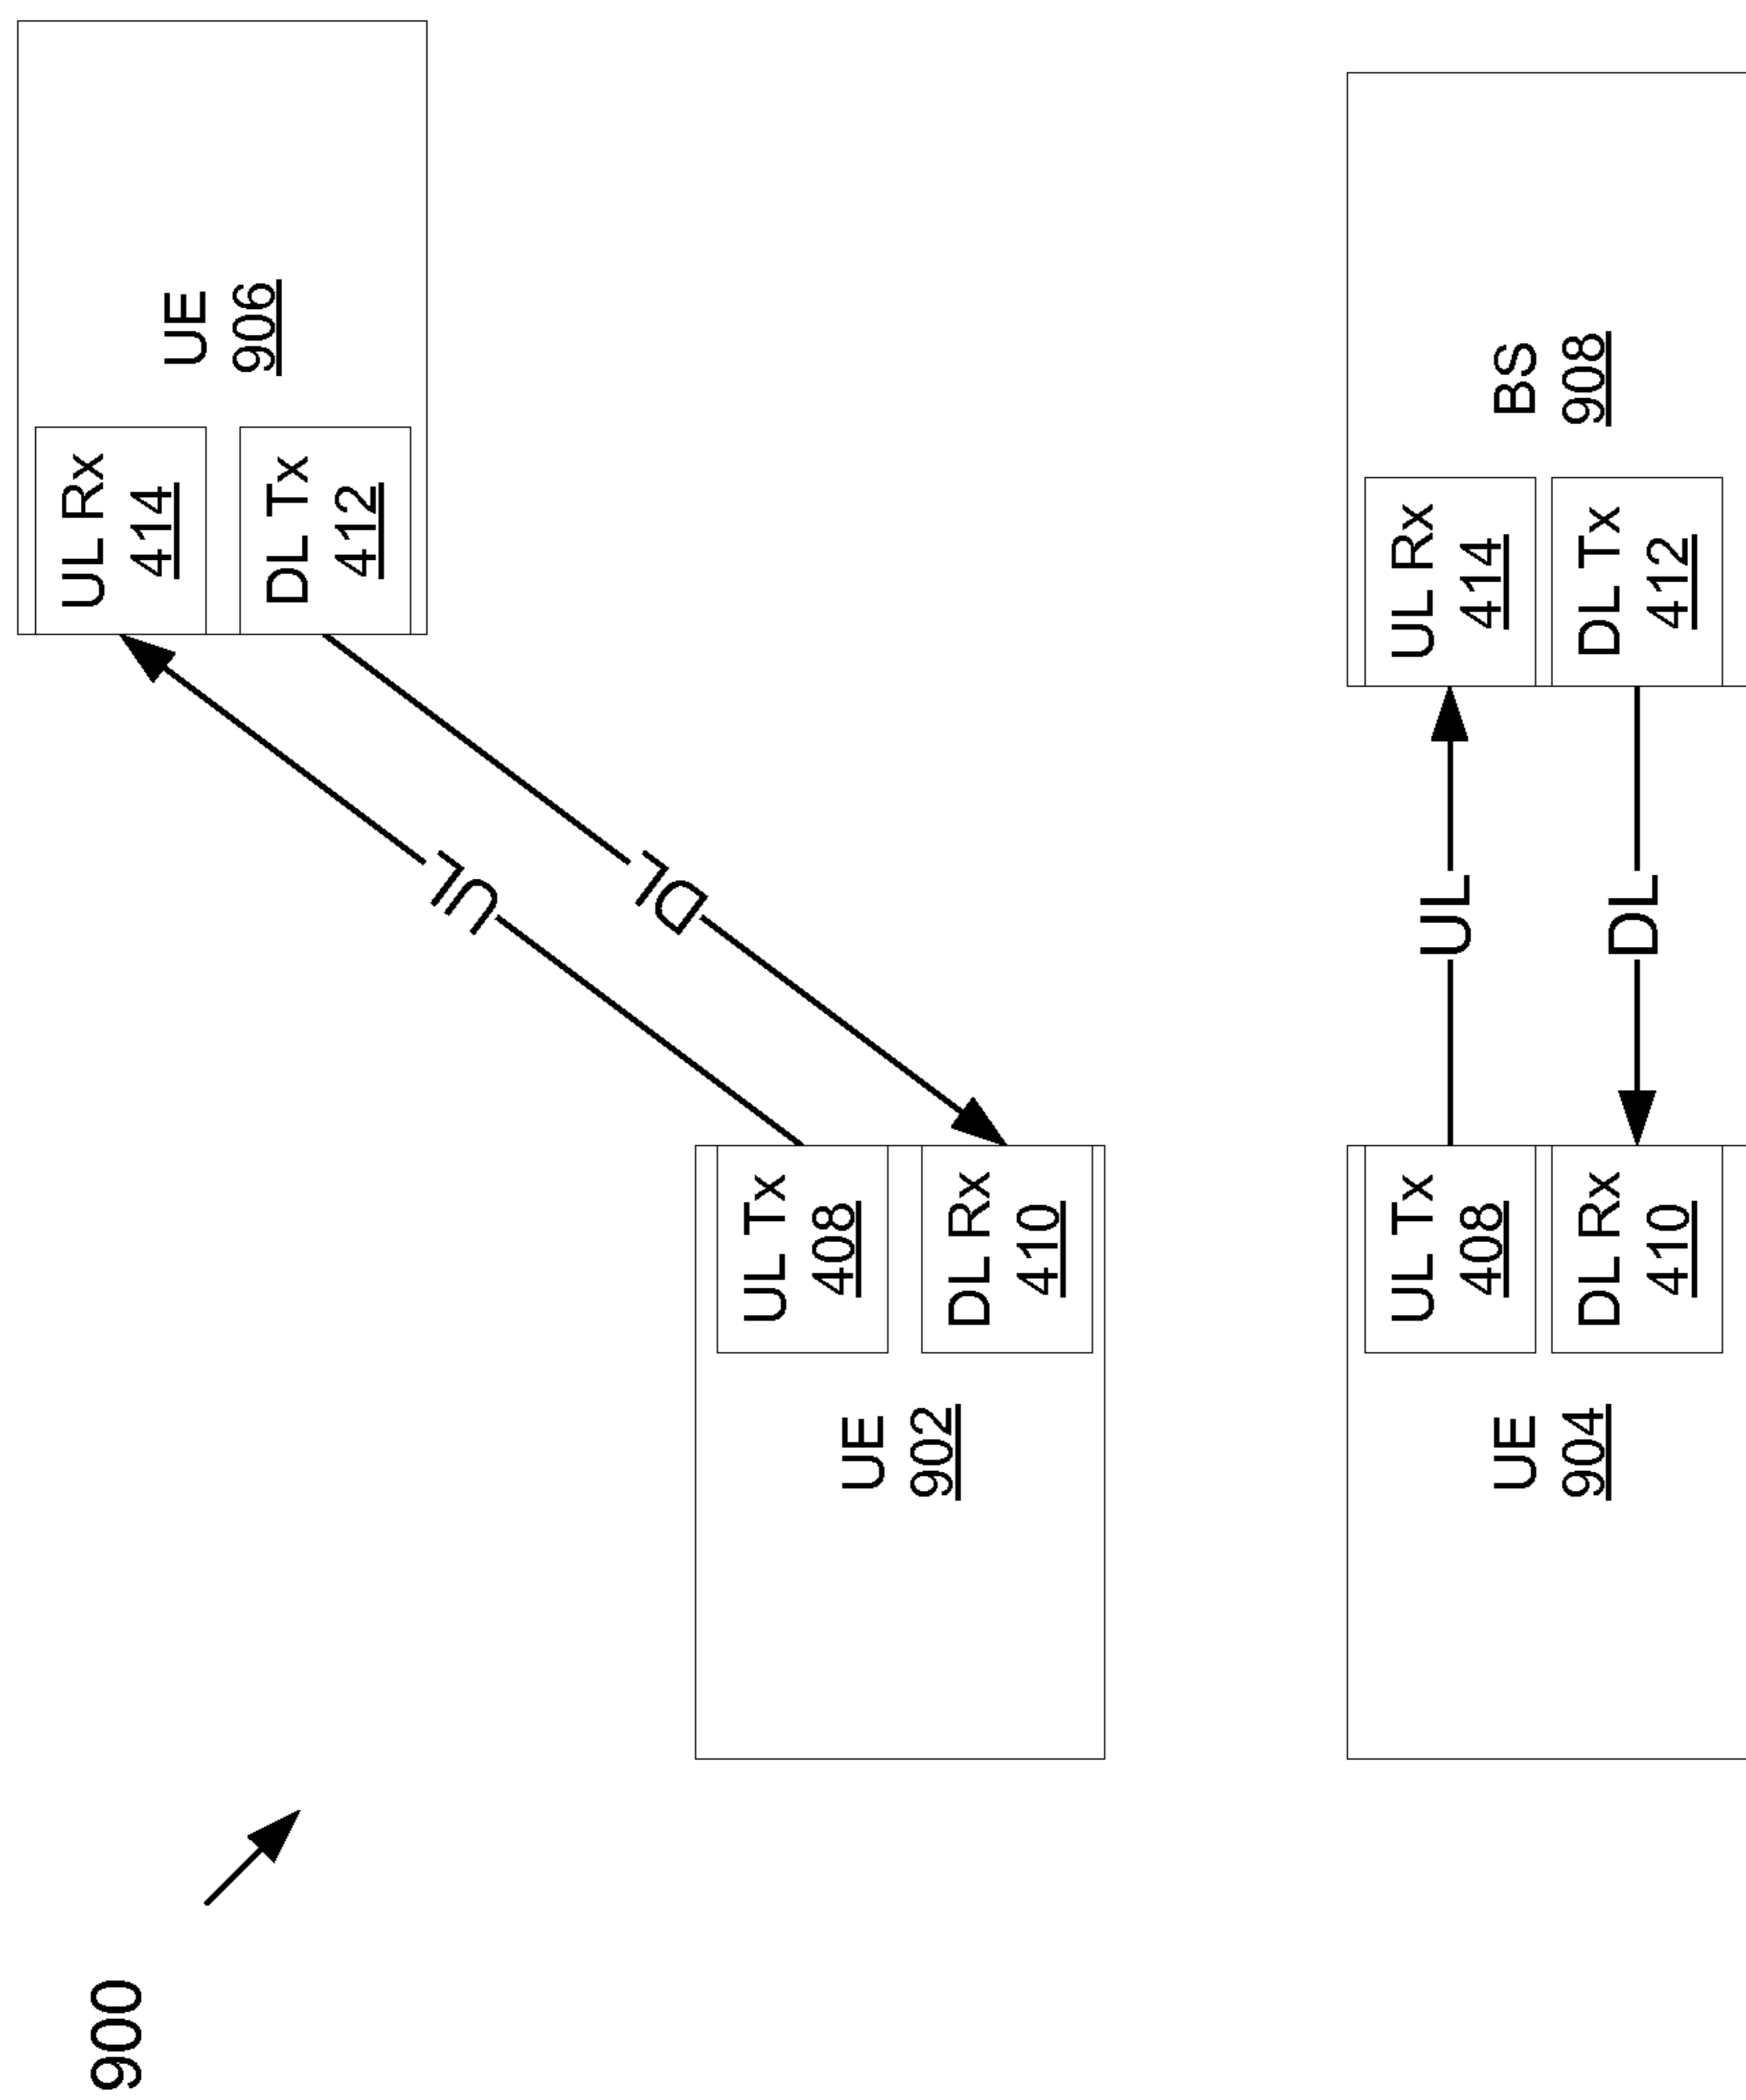 900
UL Rx
414
UE
906
DL Tx
412
UL
DL
UL Tx
408
UE
902
DL Rx
410
UL Tx
408
UE
904
DL Rx
410
UL
DL
UL Rx
414
BS
908
DL Tx
412